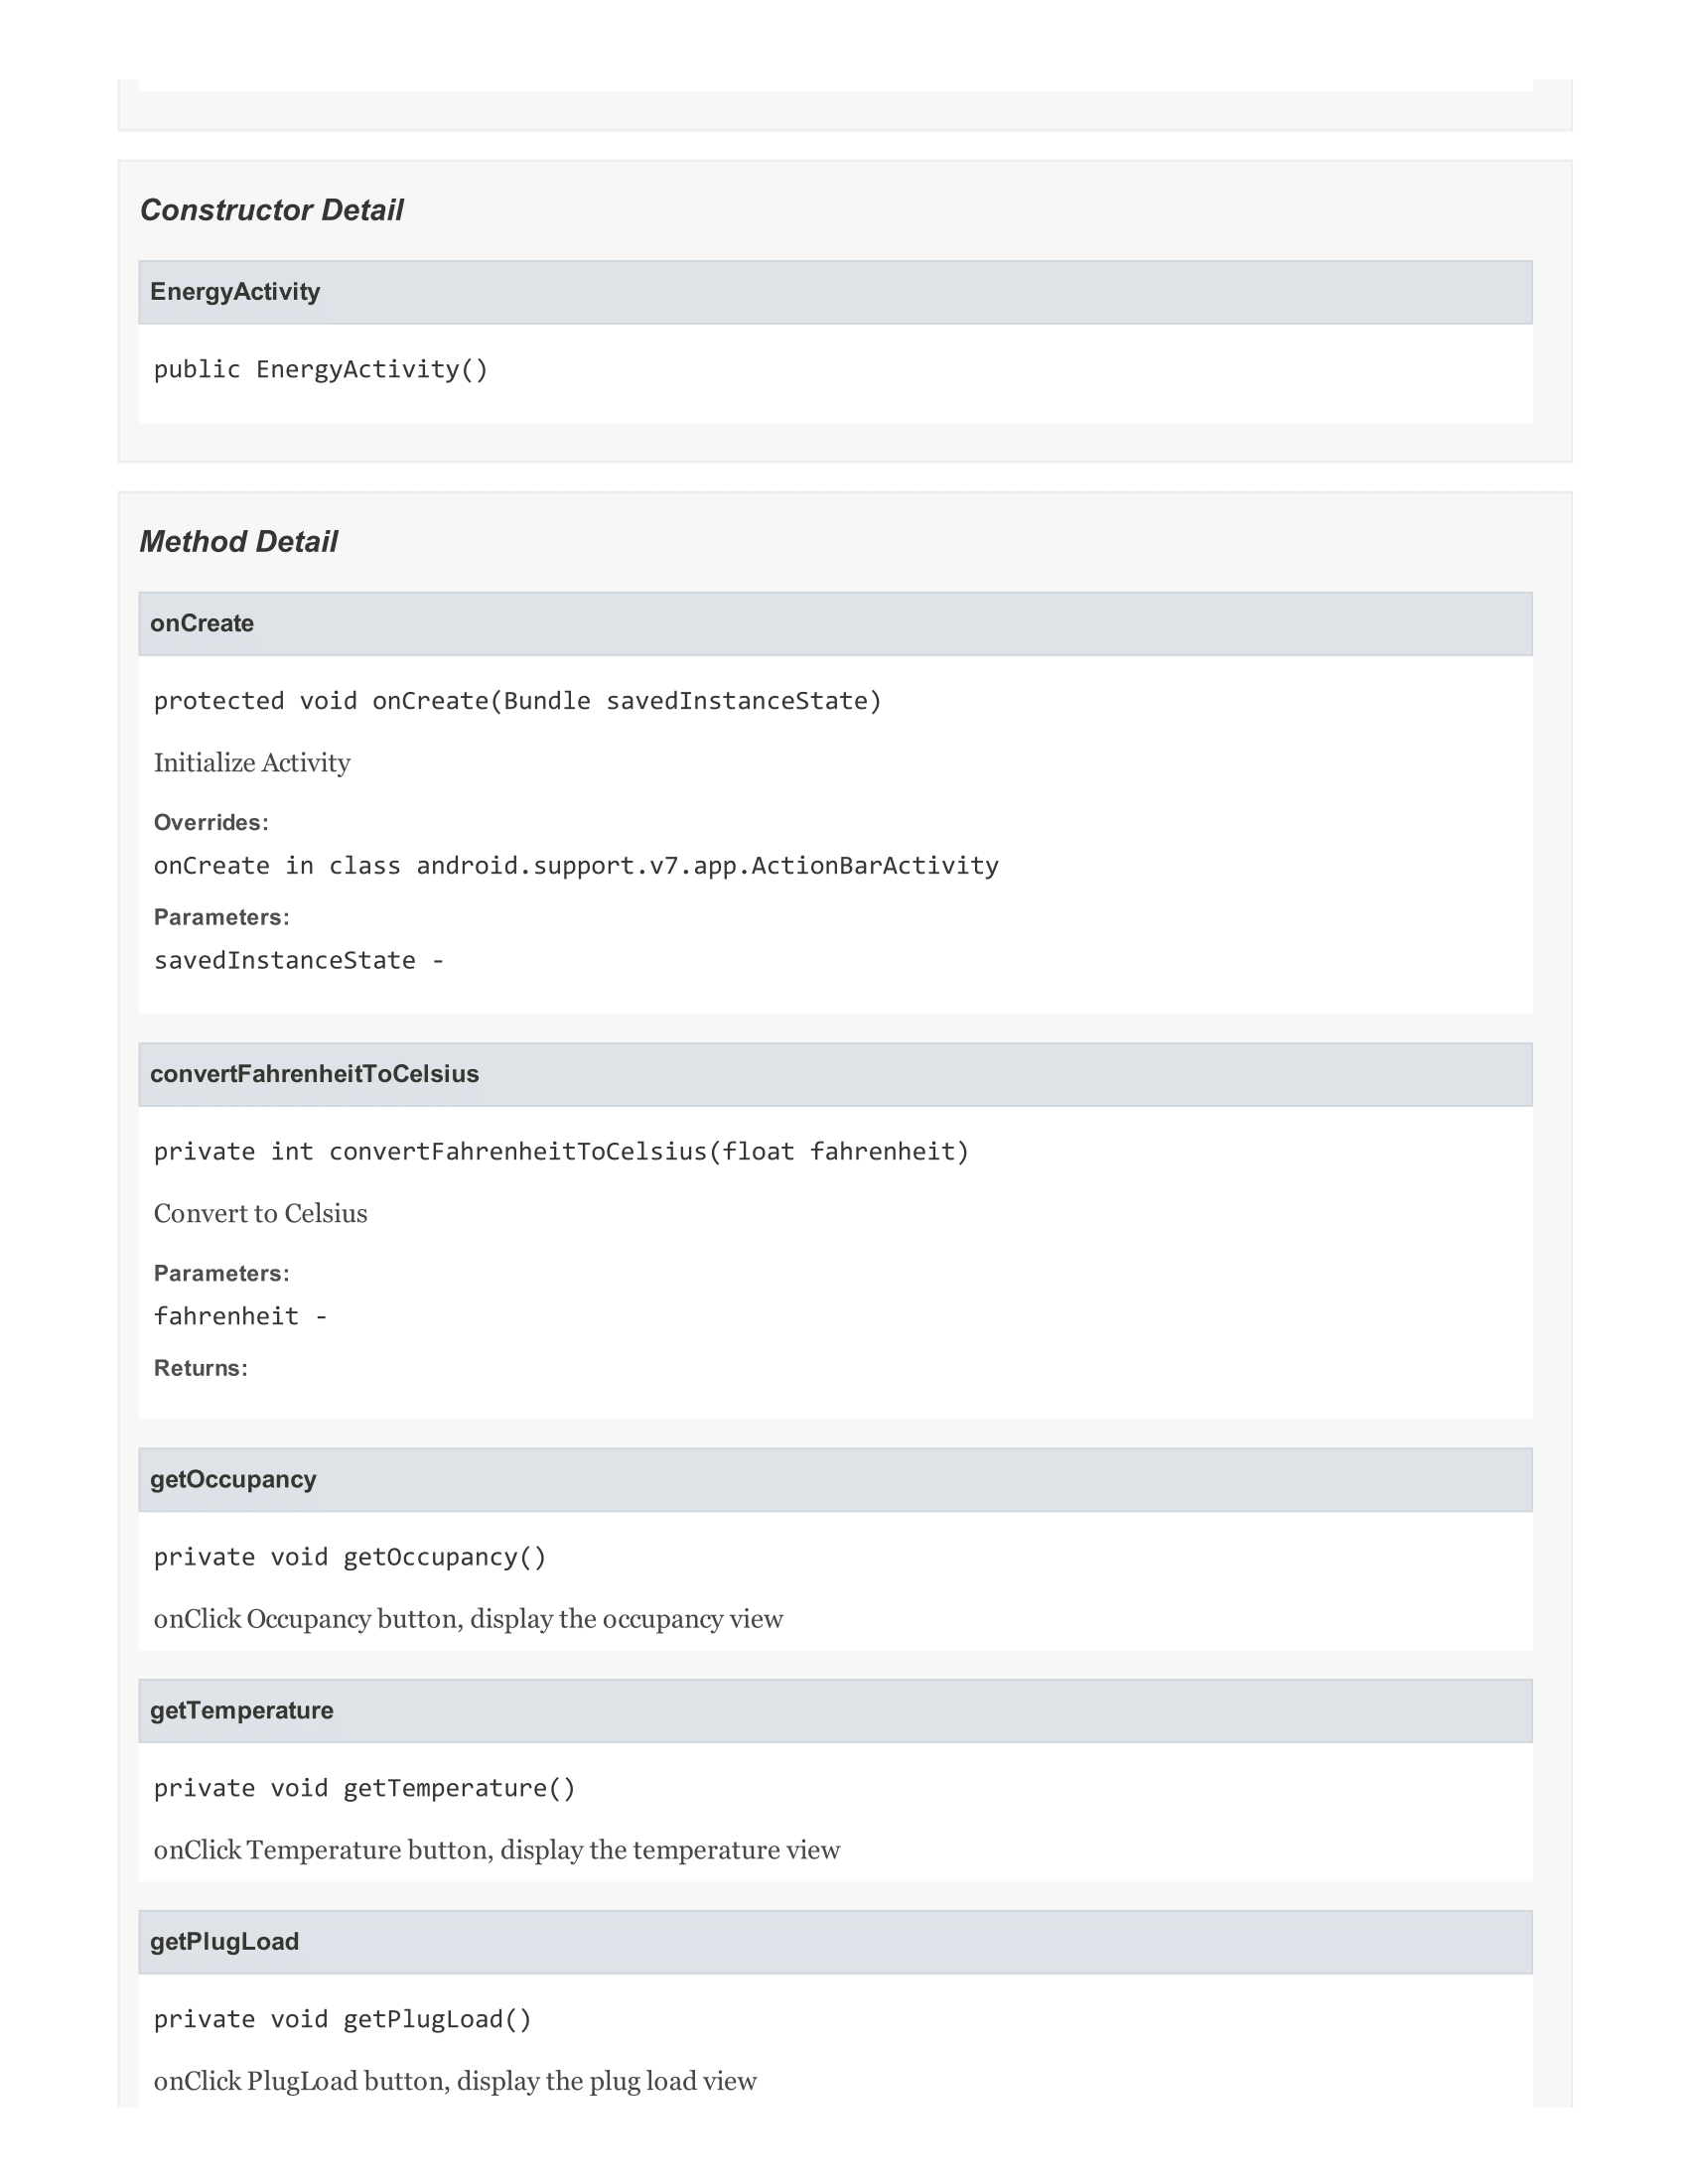 Constructor Detail
EnergyActivity
public EnergyActivity()
Method Detail
onCreate
protected void onCreate(Bundle savedInstanceState)
Initialize Activity
Overrides:
onCreate in class android.support.v7.app.ActionBarActivity
Parameters:
savedInstanceState -
convertFahrenheitToCelsius
private int convertFahrenheitToCelsius(float fahrenheit)
Convert to Celsius
Parameters:
fahrenheit -
Returns:
getOccupancy
private void getOccupancy()
onClick Occupancy button, display the occupancy view
getTemperature
private void getTemperature()
onClick Temperature button, display the temperature view
getPlugLoad
private void getPlugLoad()
onClick PlugLoad button, display the plug load view